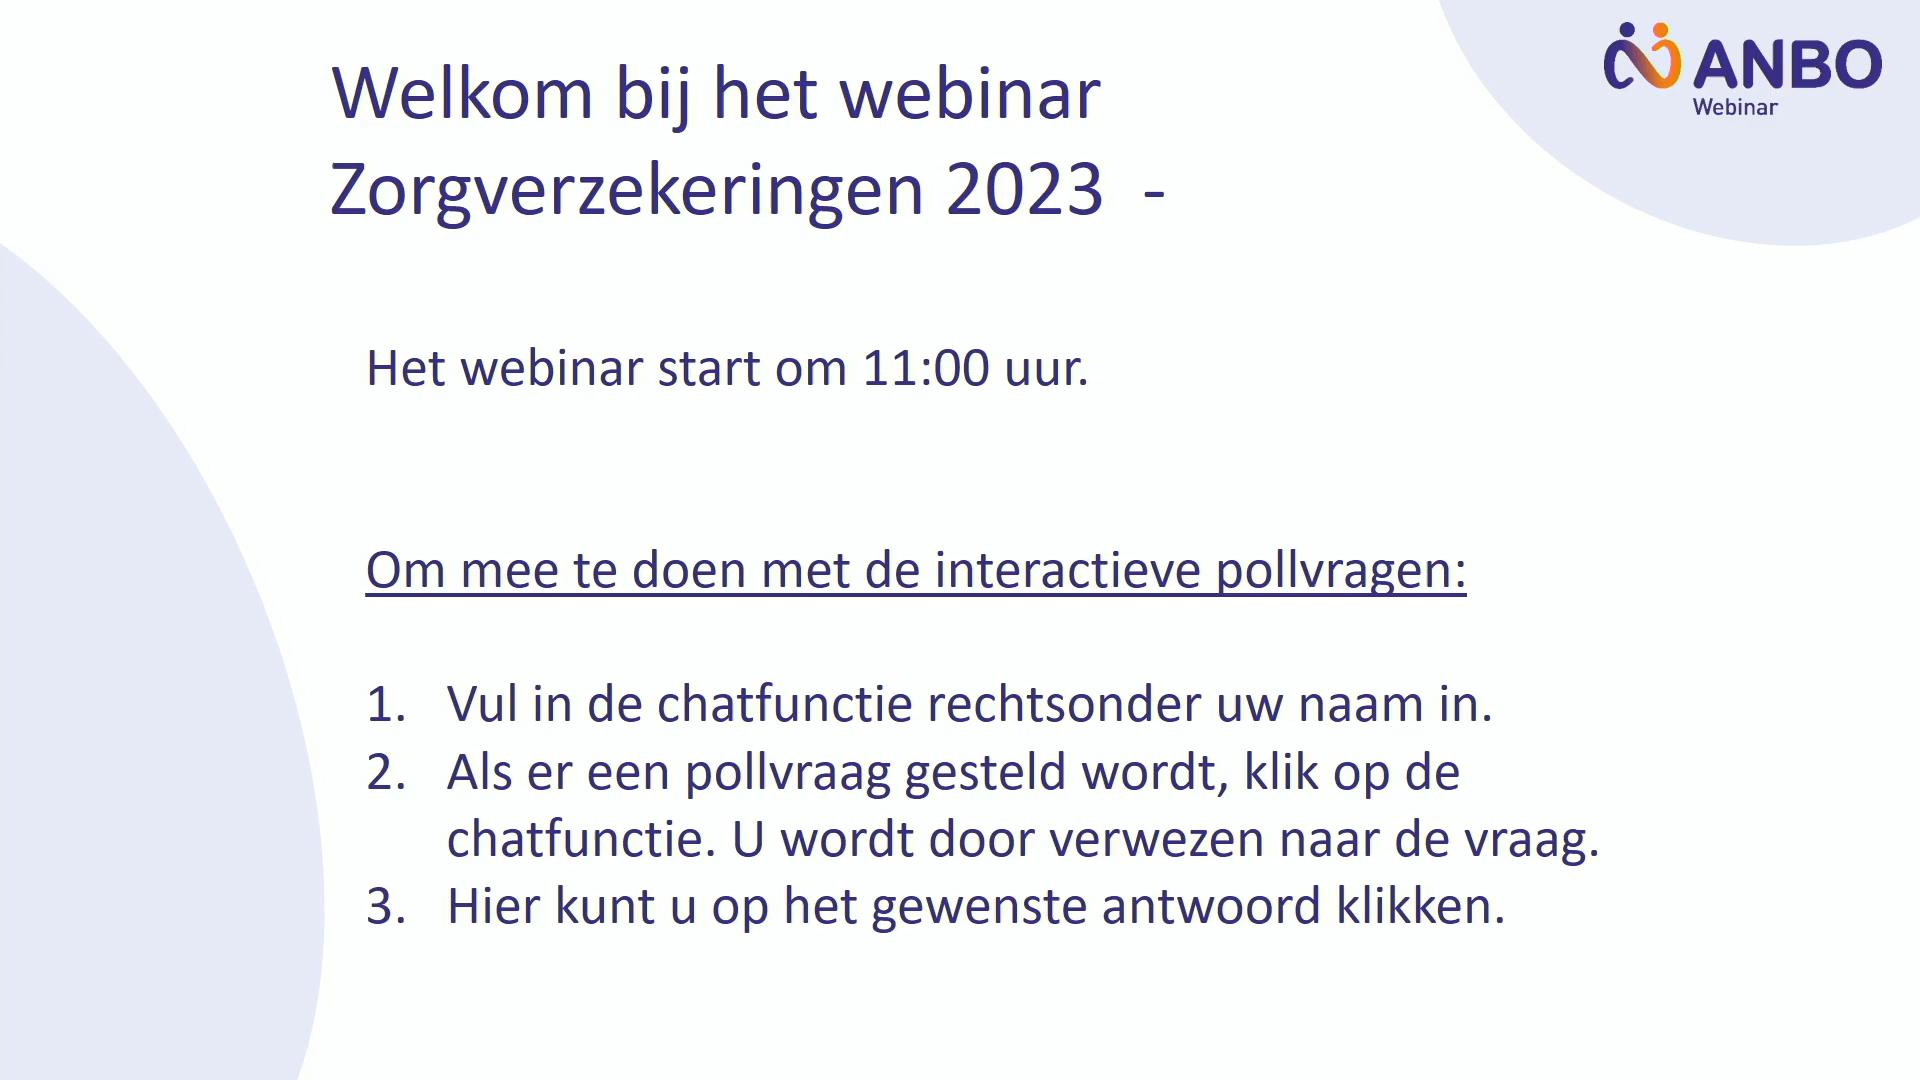 ANBO
Webinar
Welkom bij het webinar
Zorgverzekeringen 2023 -
Het webinar start om 11:00 uur.
Om mee te doen met de interactieve pollvragen:
1. Vul in de chatfunctie rechtsonder uw naam in.
2. Als er een pollvraag gesteld wordt, klik op de
chatfunctie. U wordt door verwezen naar de vraag.
3. Hier kunt u op het gewenste antwoord klikken.